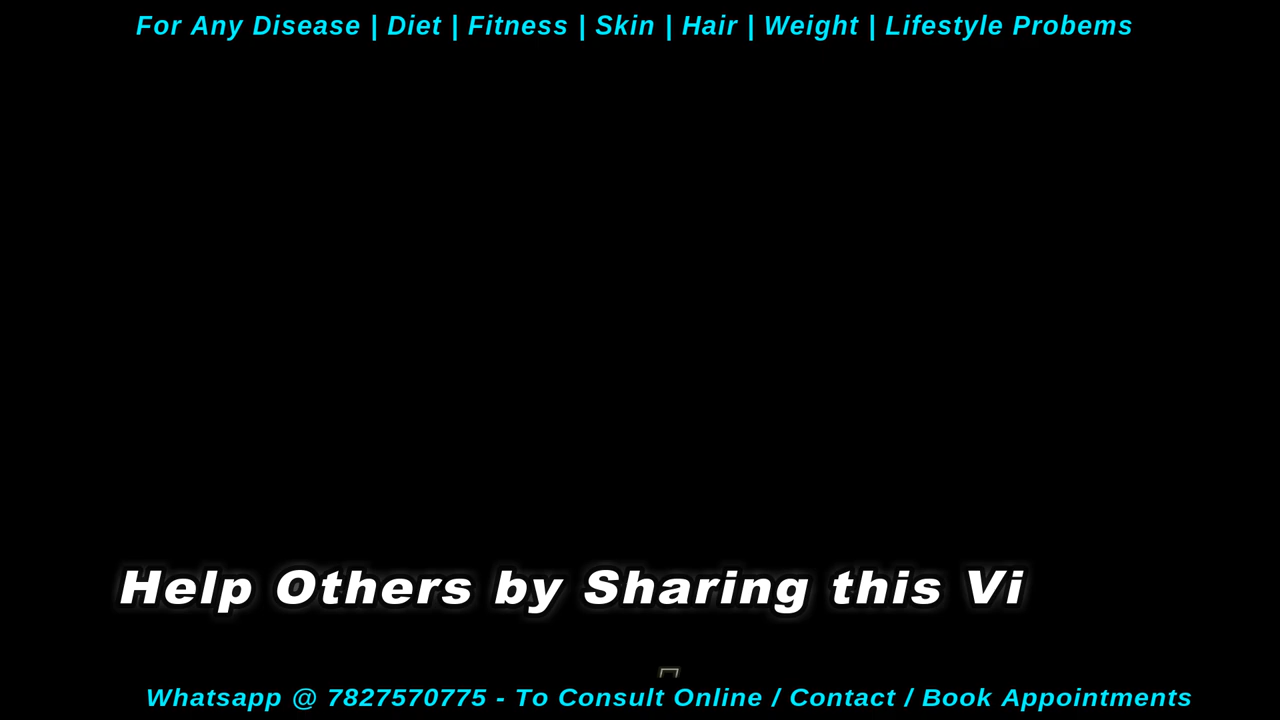 For Any Disease | Diet | Fitness | Skin | Hair | Weight | Lifestyle Probems
Help Others by Sharing this Vi
Whatsapp @ 7827570775 - To Consult Online / Contact / Book Appointments